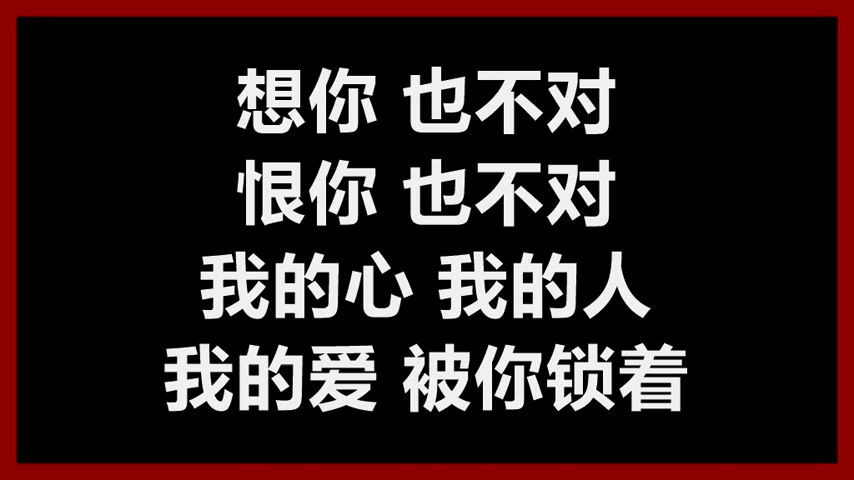 想你 也不对
恨你 也不对
我的心 我的人
我的爱 被你锁着